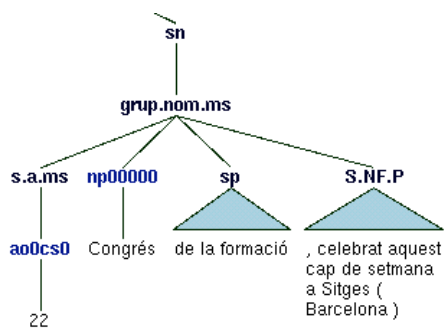 sn
grup.nom.ms
s.a.ms np00000 sp S.NF.P
ao0cs0 Congrés de la formació , celebrat aquest
cap de setmana
a Sitges (
Barcelona )
22